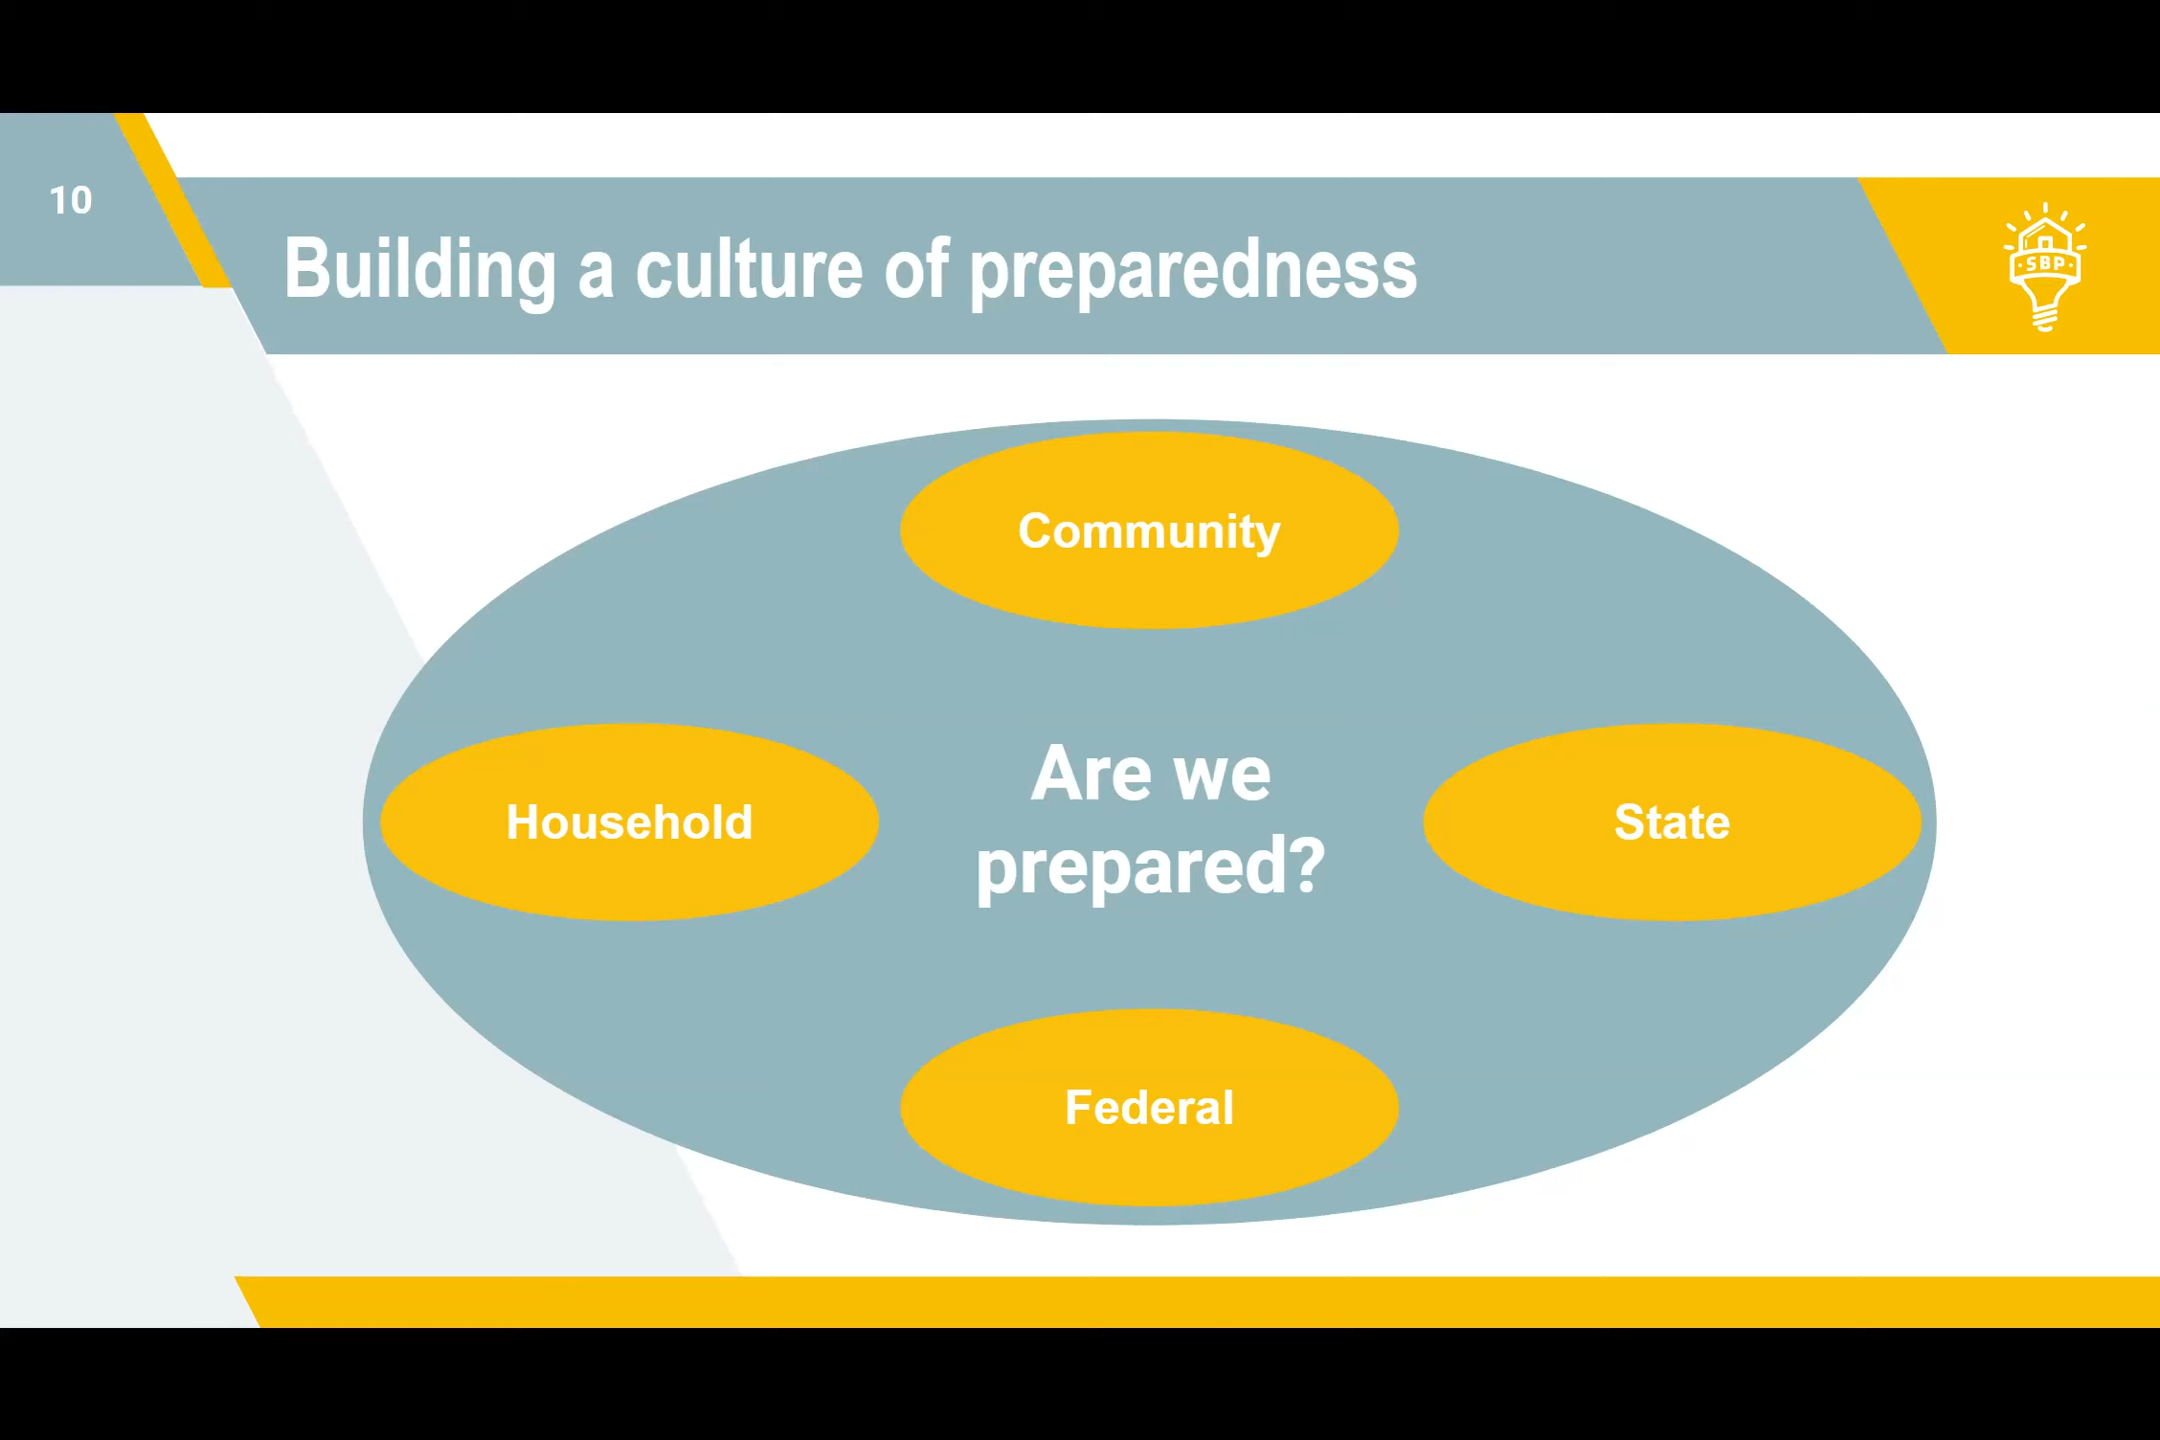 10
Building a culture of preparedness
SBP
Community
Household
Are we
prepared?
State
Federal